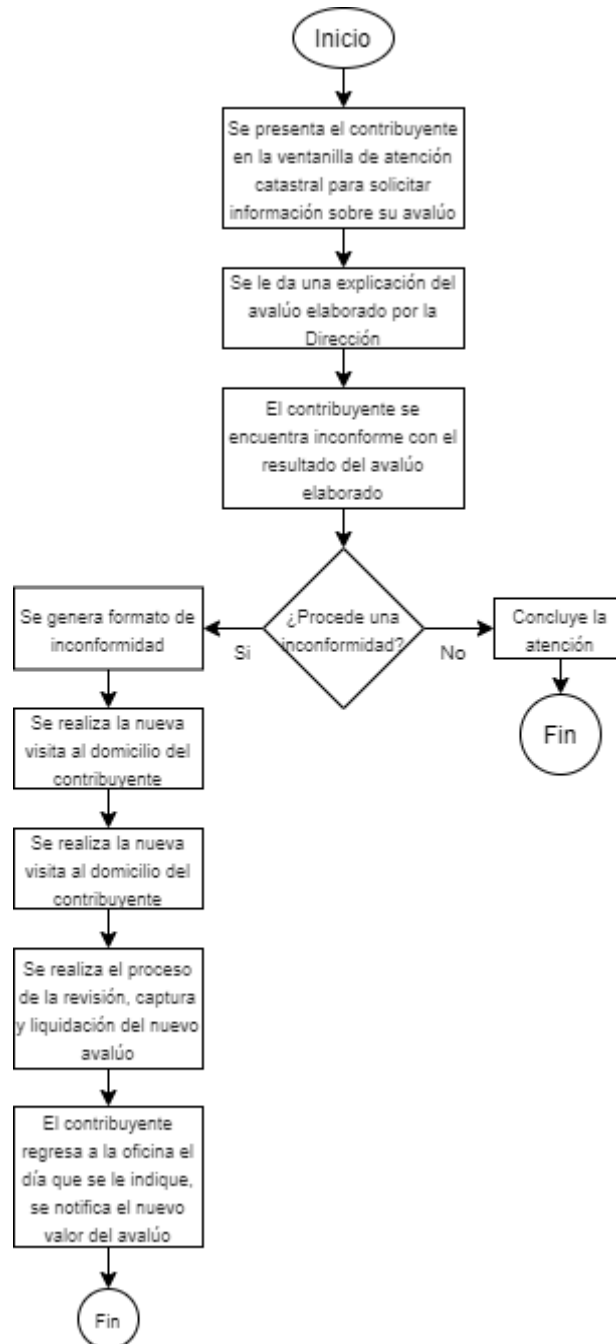 Inicio
Se presenta el contribuyente
en la ventanilla de atención
catastral para solicitar
información sobre su avalúo
Se le da una explicación del
avalúo elaborado por la
Dirección
El contribuyente se
encuentra inconforme con el
resultado del avalúo
elaborado
¿Procede una
inconformidad?
Si
No
Se genera formato de
inconformidad
Concluye la
atención
Fin
Se realiza la nueva
visita al domicilio del
contribuyente
Se realiza la nueva
visita al domicilio del
contribuyente
Se realiza el proceso
de la revisión, captura
y liquidación del nuevo
avalúo
El contribuyente
regresa a la oficina el
día que se le indique,
se notifica el nuevo
valor del avalúo
Fin